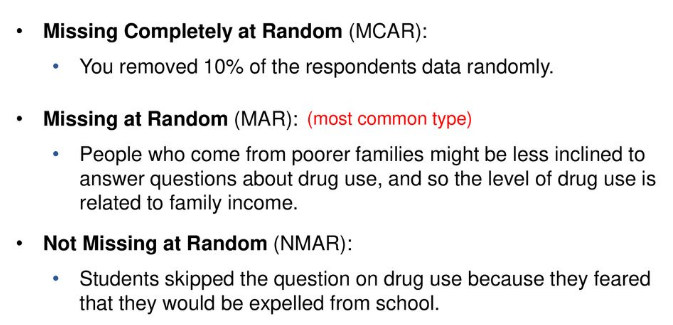 • Missing Completely at Random (MCAR):
• You removed 10% of the respondents data randomly.
• Missing at Random (MAR): (most common type)
• People who come from poorer families might be less inclined to
answer questions about drug use, and so the level of drug use is
related to family income.
• Not Missing at Random (NMAR):
• Students skipped the question on drug use because they feared
that they would be expelled from school.